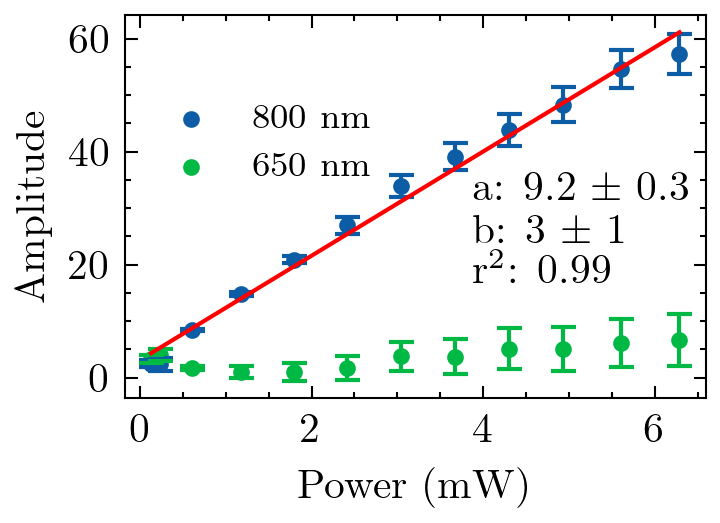 60
40
20
0
Amplitude
800 nm
650 nm
a: 9.2 ± 0.3
b: 3 ± 1
r²: 0.99
0 2 4 6
Power (mW)